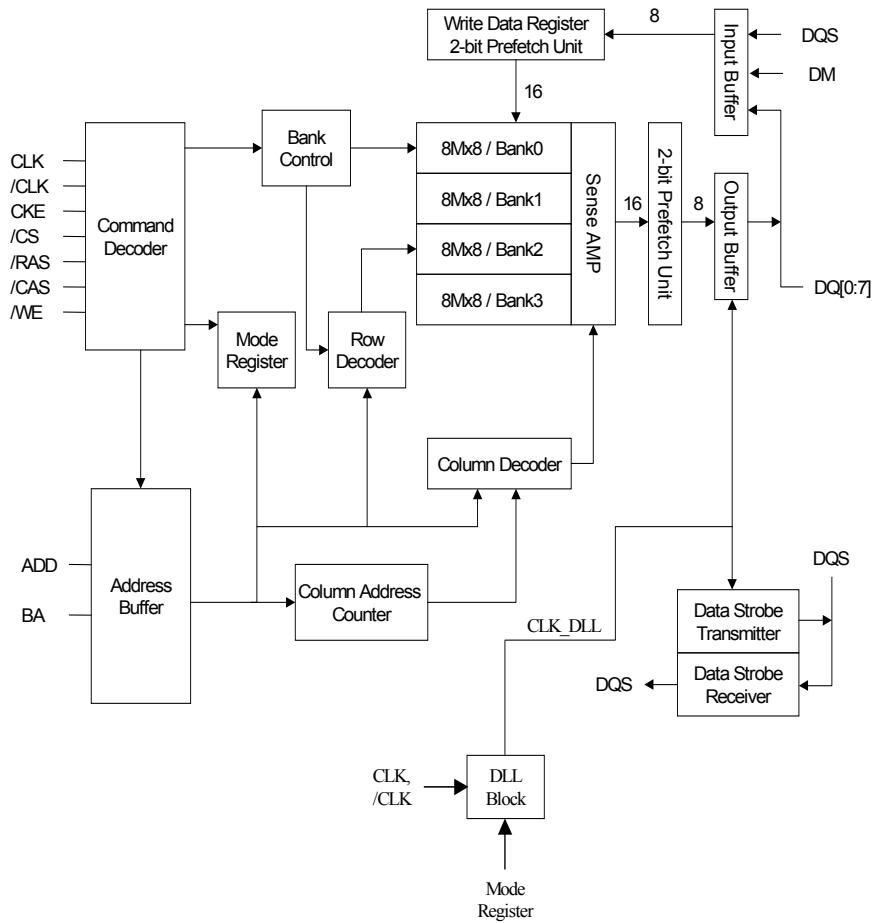 Write Data Register
2-bit Prefetch Unit
8
Input Buffer
DQS
DM
16
Bank
Control
8Mx8 / Bank0
8Mx8 / Bank1
8Mx8 / Bank2
8Mx8 / Bank3
Sense AMP
16
2-bit Prefetch Unit
8
Output Buffer
DQ[0:7]
CLK
/CLK
CKE
/CS
/RAS
/CAS
/WE
Command
Decoder
Mode
Register
Row
Decoder
Column Decoder
ADD
BA
Address
Buffer
Column Address
Counter
CLK_DLL
DQS
Data Strobe
Transmitter
Data Strobe
Receiver
DQS
CLK,
/CLK
DLL
Block
Mode
Register